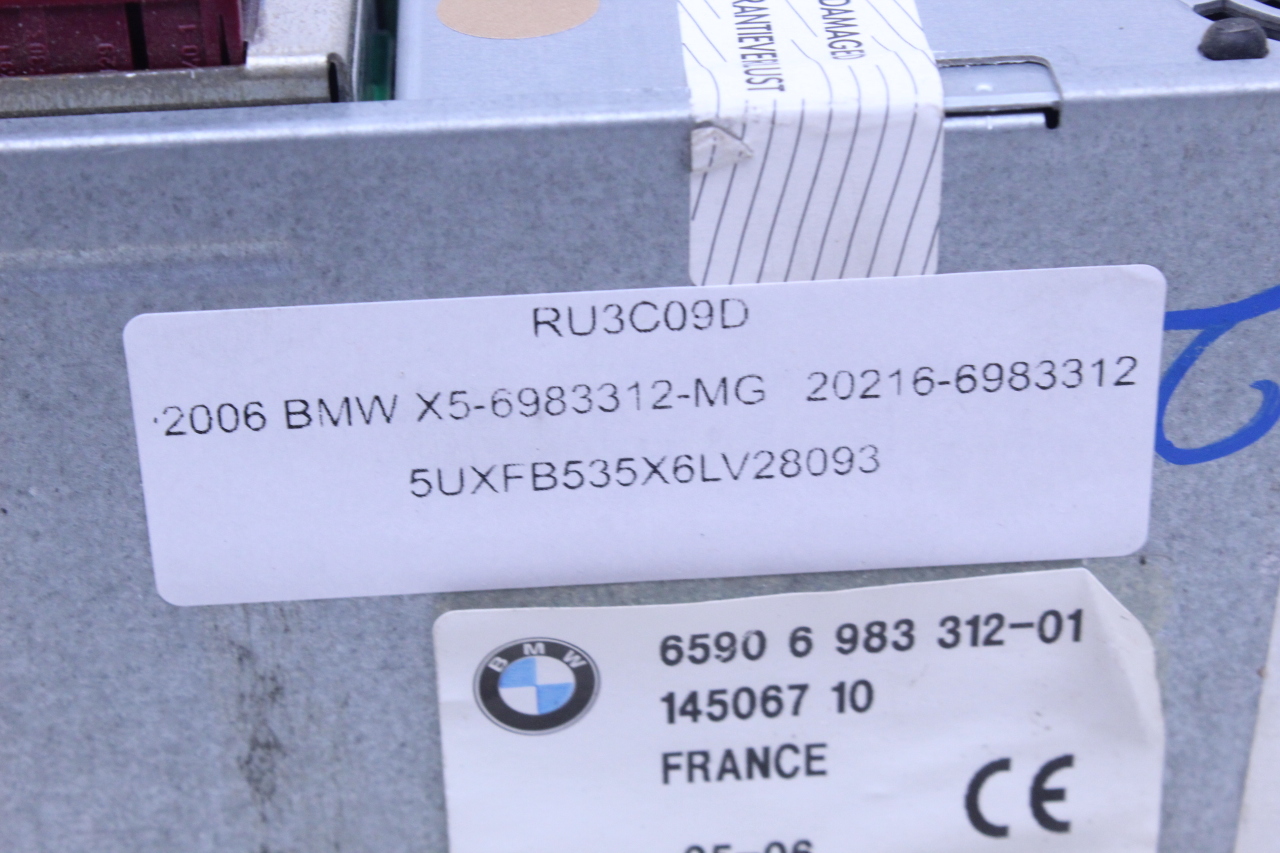 DAMAGED
RANTIEVERLUST
RU3C09D
2006 BMW X5-6983312-MG 20216-6983312
5UXFB535X6LV28093
BMW
6590 6 983 312-01
145067 10
FRANCE
CE